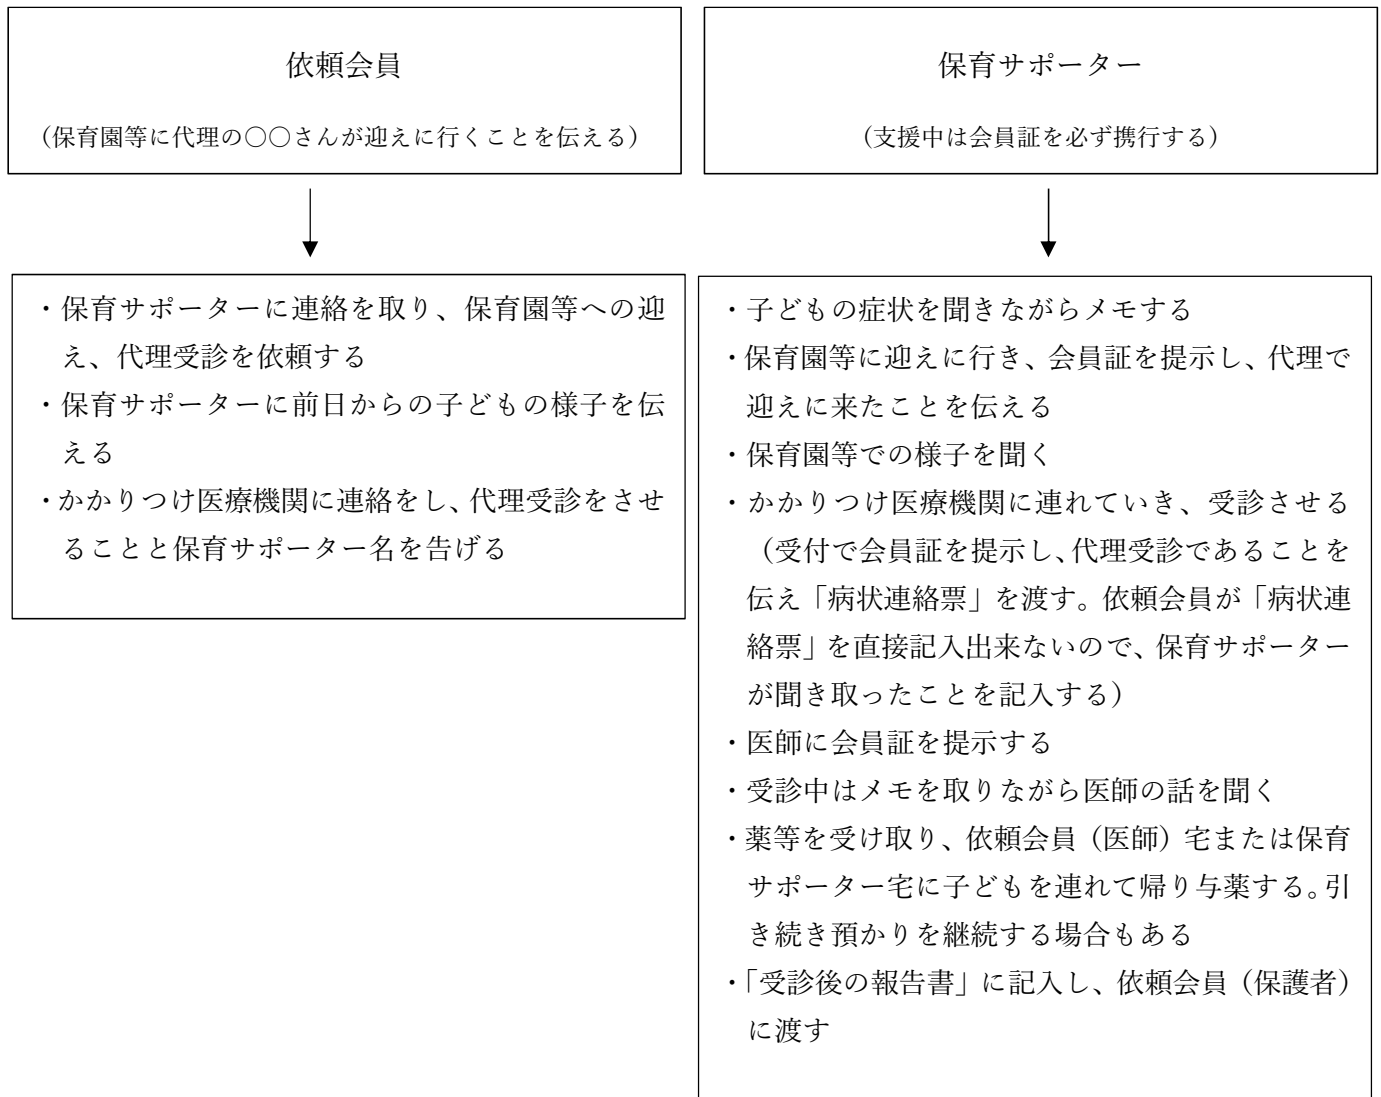 依頼会員
（保育園等に代理の〇〇さんが迎えに行くことを伝える）
保育サポーター
（支援中は会員証を必ず携行する）
・保育サポーターに連絡を取り、保育園等への迎
え、代理受診を依頼する
・保育サポーターに前日からの子どもの様子を伝
える
・かかりつけ医療機関に連絡をし、代理受診をさせ
ることと保育サポーター名を告げる
・子どもの症状を聞きながらメモする
・保育園等に迎えに行き、会員証を提示し、代理で
迎えに来たことを伝える
・保育園等での様子を聞く
・かかりつけ医療機関に連れていき、受診させる
（受付で会員証を提示し、代理受診であることを
伝え「病状連絡票」を渡す。依頼会員が「病状連
絡票」を直接記入出来ないので、保育サポーター
が聞き取ったことを記入する）
・医師に会員証を提示する
・受診中はメモを取りながら医師の話を聞く
・薬等を受け取り、依頼会員（医師）宅または保育
サポーター宅に子どもを連れて帰り与薬する。引
き続き預かりを継続する場合もある
・「受診後の報告書」に記入し、依頼会員（保護者）
に渡す